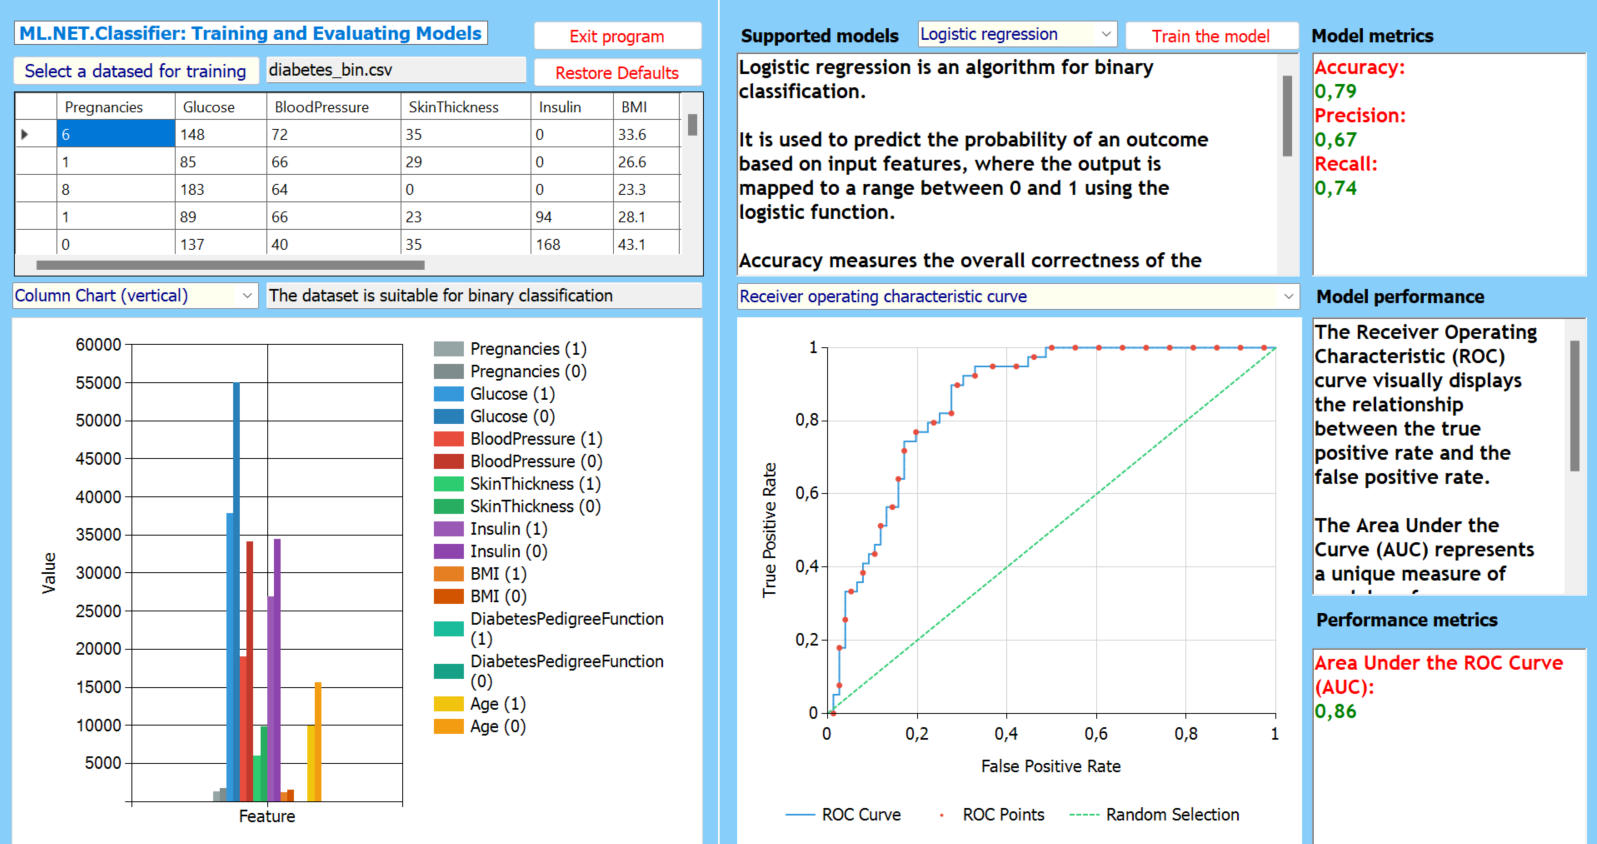 ML.NET.Classifier: Training and Evaluating Models
Exit program
Select a datased for training
diabetes_bin.csv
Restore Defaults
Pregnancies Glucose BloodPressure SkinThickness Insulin BMI
6 148 72 35 0 33.6
1 85 66 29 0 26.6
8 183 64 0 0 23.3
1 89 66 23 94 28.1
0 137 40 35 168 43.1
Column Chart (vertical)
The dataset is suitable for binary classification
60000
55000
50000
45000
40000
35000
30000
25000
20000
15000
10000
5000
Value
Feature
Pregnancies (1)
Pregnancies (0)
Glucose (1)
Glucose (0)
BloodPressure (1)
BloodPressure (0)
SkinThickness (1)
SkinThickness (0)
Insulin (1)
Insulin (0)
BMI (1)
BMI (0)
DiabetesPedigreeFunction
(1)
DiabetesPedigreeFunction
(0)
Age (1)
Age (0)
Supported models
Logistic regression
Train the model
Logistic regression is an algorithm for binary
classification.
It is used to predict the probability of an outcome
based on input features, where the output is
mapped to a range between 0 and 1 using the
logistic function.
Accuracy measures the overall correctness of the
Receiver operating characteristic curve
1
0,8
0,6
0,4
0,2
0
True Positive Rate
0 0,2 0,4 0,6 0,8 1
False Positive Rate
ROC Curve ROC Points Random Selection
Model metrics
Accuracy:
0,79
Precision:
0,67
Recall:
0,74
Model performance
The Receiver Operating
Characteristic (ROC)
curve visually displays
the relationship
between the true
positive rate and the
false positive rate.
The Area Under the
Curve (AUC) represents
a unique measure of
Performance metrics
Area Under the ROC Curve
(AUC):
0,86